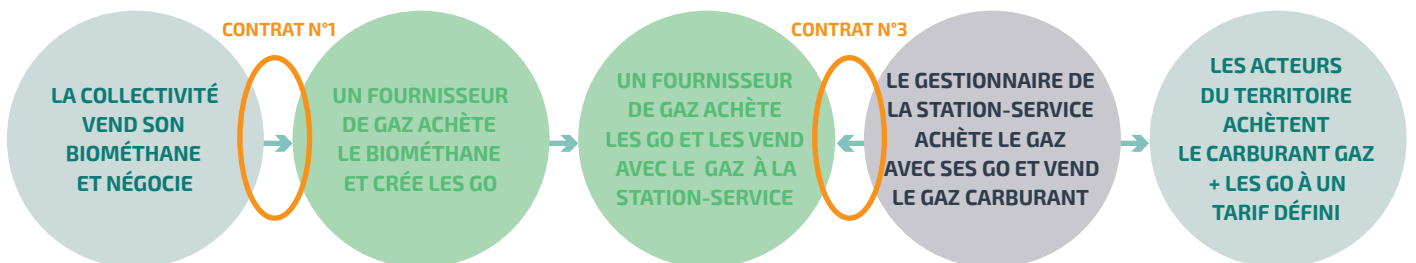 CONTRAT N°1
CONTRAT N°3
LA COLLECTIVITÉ
VEND SON
BIOMÉTHANE
ET NÉGOCIE
UN FOURNISSEUR
DE GAZ ACHÈTE
LE BIOMÉTHANE
ET CRÉE LES GO
UN FOURNISSEUR
DE GAZ ACHÈTE
LES GO ET LES VEND
AVEC LE GAZ À LA
STATION-SERVICE
LE GESTIONNAIRE DE
LA STATION-SERVICE
ACHÈTE LE GAZ
AVEC SES GO ET VEND
LE GAZ CARBURANT
LES ACTEURS
DU TERRITOIRE
ACHÈTENT
LE CARBURANT GAZ
+ LES GO À UN
TARIF DÉFINI